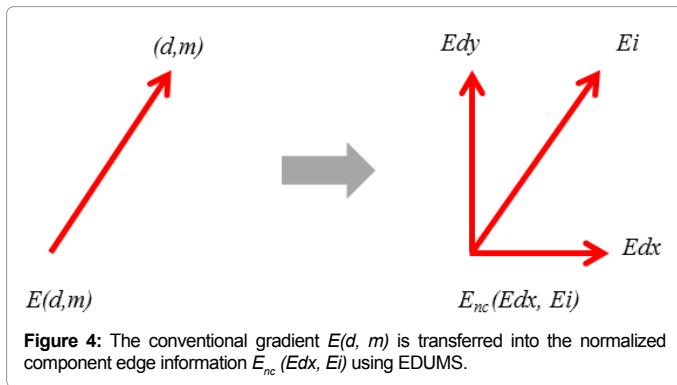 (d,m)
E(d,m)
Edy
Ei
Edx
Enc (Edx, Ei)
Figure 4: The conventional gradient E(d, m) is transferred into the normalized
component edge information Enc (Edx, Ei) using EDUMS.